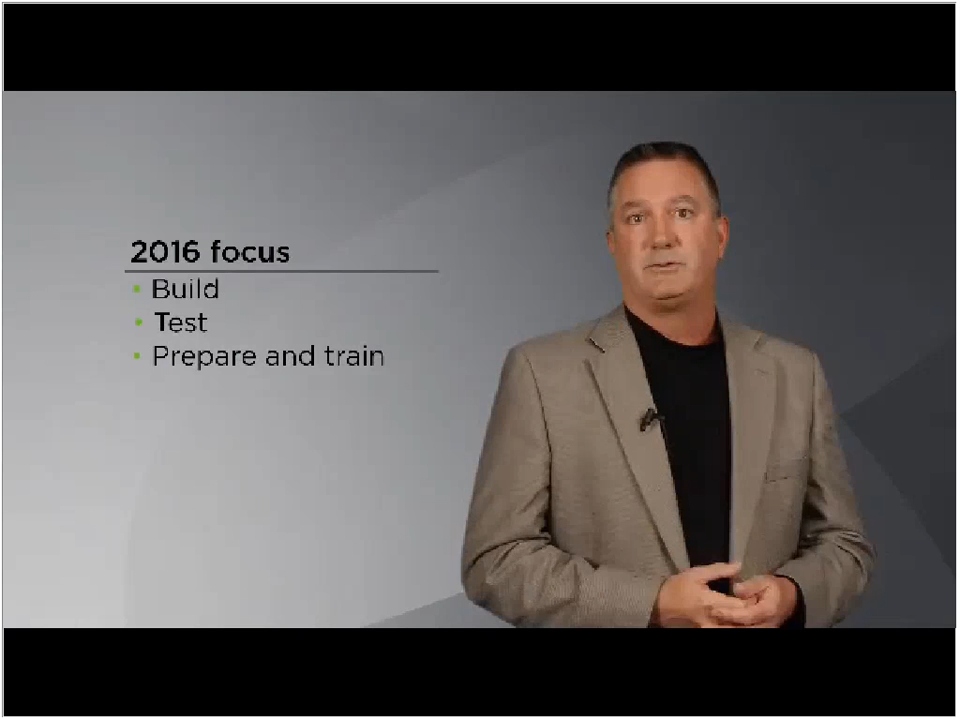 2016 focus
• Build
• Test
• Prepare and train